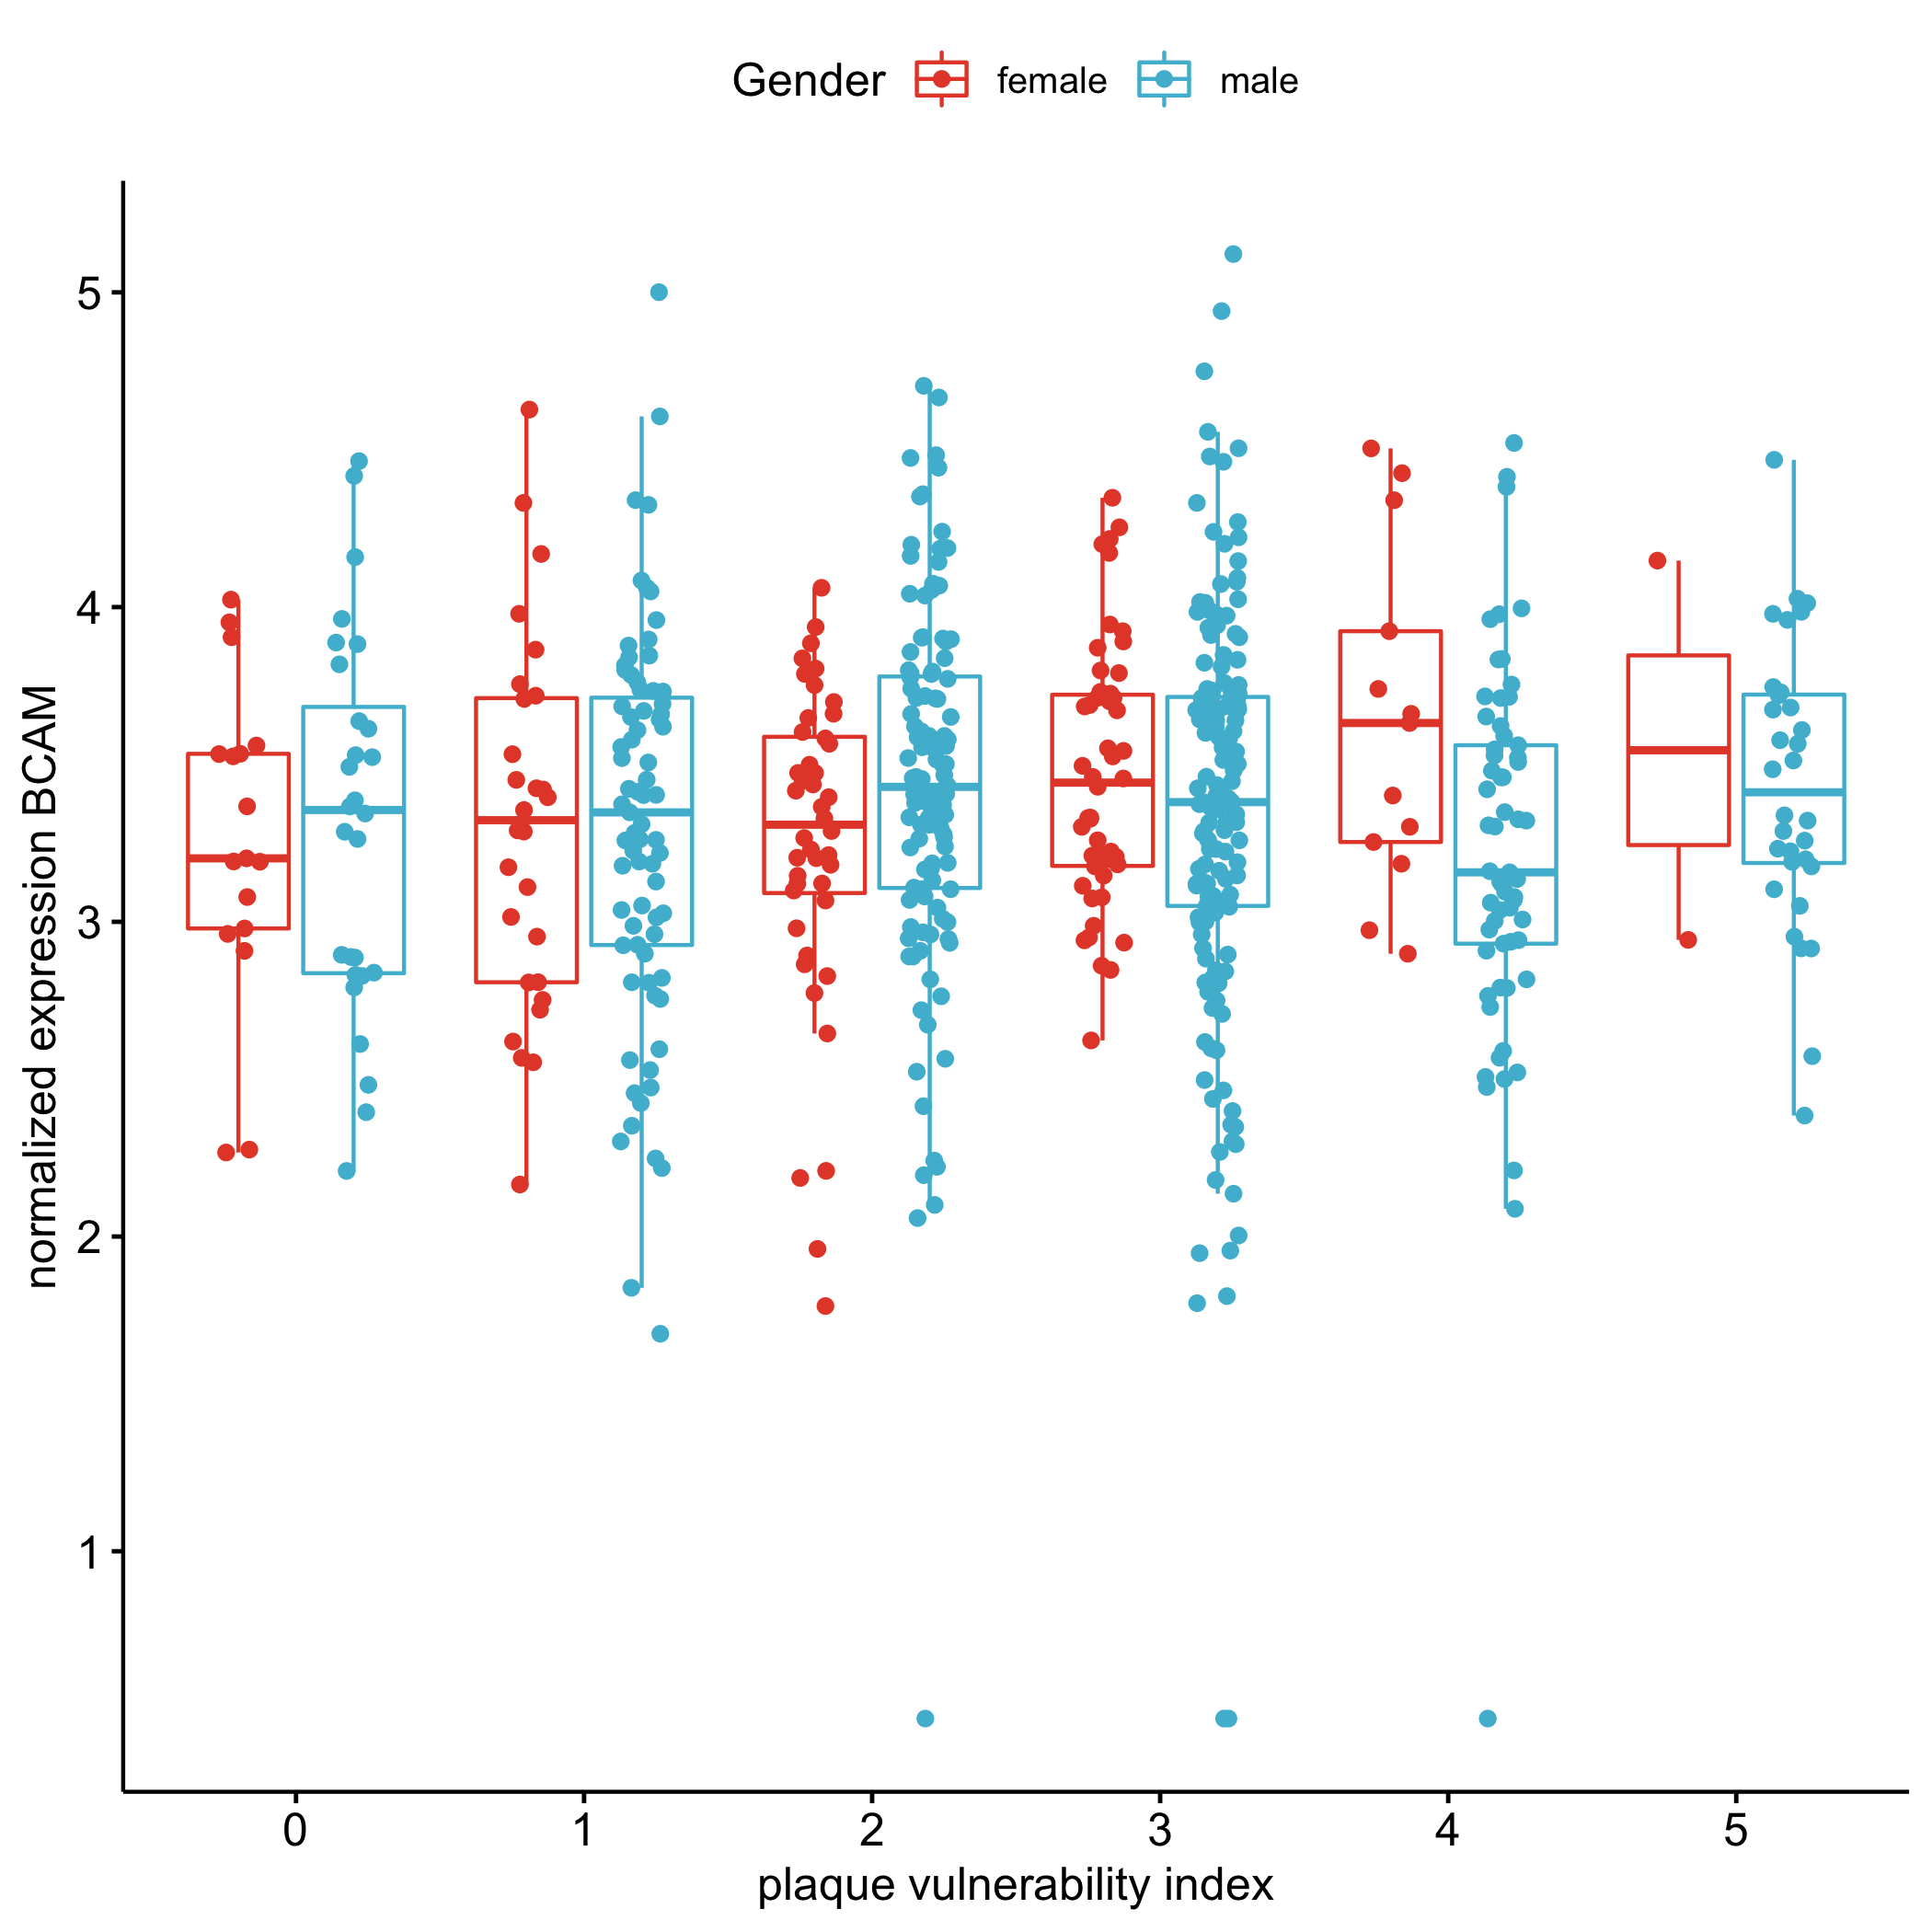 Gender female male
normalized expression BCAM
5
4
3
2
1
0 1 2 3 4 5
plaque vulnerability index